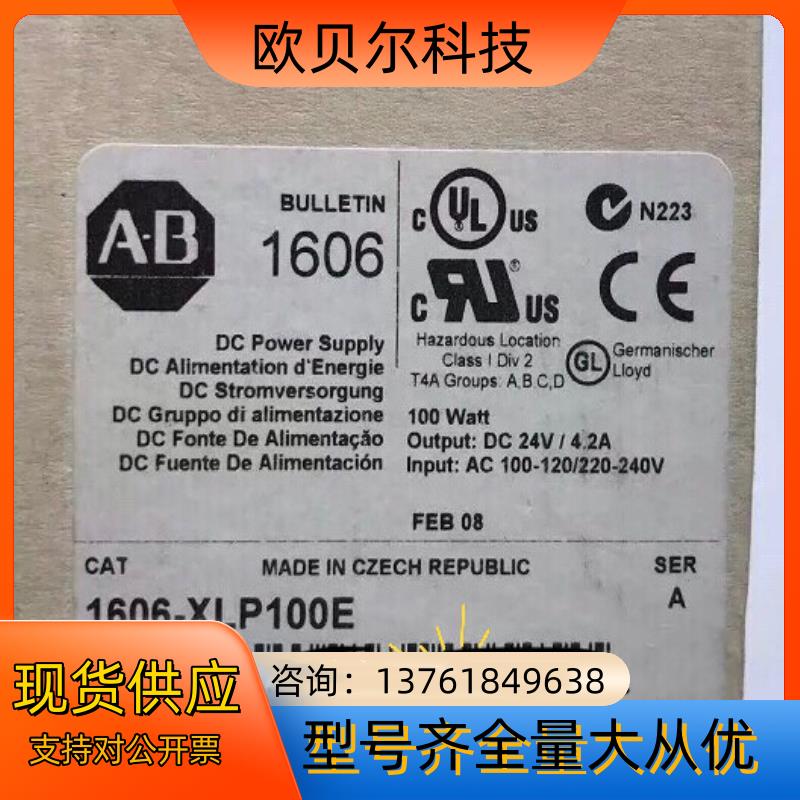 欧贝尔科技
A-B
BULLETIN
1606
DC Power Supply
DC Alimentation d'Energie
DC Stromversorgung
DC Gruppo di alimentazione
DC Fonte De Alimentação
DC Fuente De Alimentación
C UL US
N223
C UR US
CE
Hazardous Location
Class I Div 2
T4A Groups: A,B,C,D
GL
Germanischer
Lloyd
100 Watt
Output: DC 24V / 4.2A
Input: AC 100-120/220-240V
FEB 08
CAT
MADE IN CZECH REPUBLIC
SER
A
1606-XLP100E
现货供应
支持对公开票
咨询：13761849638
型号齐全量大从优